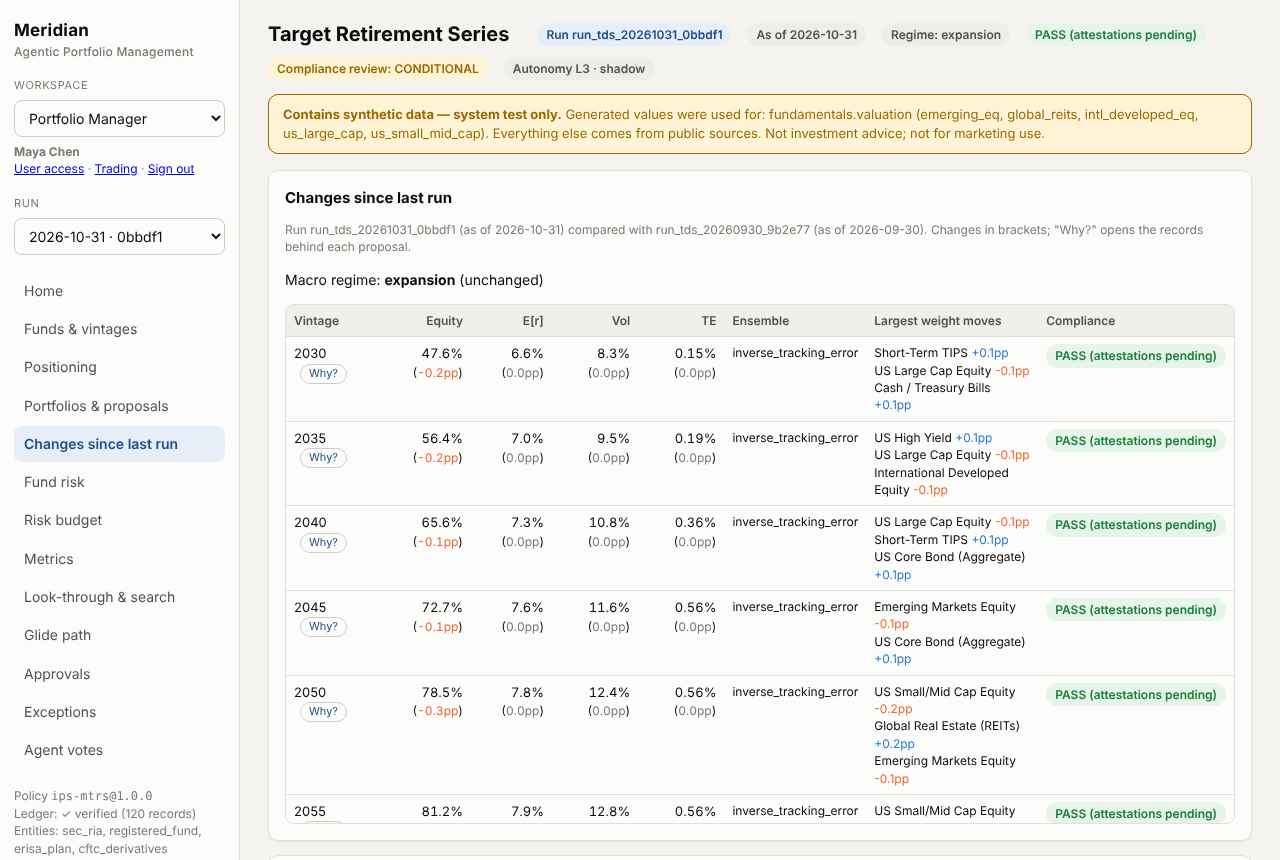 Meridian
Agentic Portfolio Management
WORKSPACE
Portfolio Manager
Maya Chen
User access · Trading · Sign out
RUN
2026-10-31 · 0bbdf1
Home
Funds & vintages
Positioning
Portfolios & proposals
Changes since last run
Fund risk
Risk budget
Metrics
Look-through & search
Glide path
Approvals
Exceptions
Agent votes
Policy ips-mtrs@1.0.0
Ledger: ✓ verified (120 records)
Entities: sec_ria, registered_fund,
erisa_plan, cftc_derivatives
Target Retirement Series
Run run_tds_20261031_0bbdf1
As of 2026-10-31
Regime: expansion
PASS (attestations pending)
Compliance review: CONDITIONAL
Autonomy L3 · shadow
Contains synthetic data — system test only. Generated values were used for: fundamentals.valuation (emerging_eq, global_reits, intl_developed_eq,
us_large_cap, us_small_mid_cap). Everything else comes from public sources. Not investment advice; not for marketing use.
Changes since last run
Run run_tds_20261031_0bbdf1 (as of 2026-10-31) compared with run_tds_20260930_9b2e77 (as of 2026-09-30). Changes in brackets; "Why?" opens the records
behind each proposal.
Macro regime: expansion (unchanged)
Vintage Equity E[r] Vol TE Ensemble Largest weight moves Compliance
2030 47.6% 6.6% 8.3% 0.15% inverse_tracking_error Short-Term TIPS +0.1pp PASS (attestations pending)
Why? (-0.2pp) (0.0pp) (0.0pp) (0.0pp) US Large Cap Equity -0.1pp
Cash / Treasury Bills
+0.1pp
2035 56.4% 7.0% 9.5% 0.19% inverse_tracking_error US High Yield +0.1pp PASS (attestations pending)
Why? (-0.2pp) (0.0pp) (0.0pp) (0.0pp) US Large Cap Equity -0.1pp
International Developed
Equity -0.1pp
2040 65.6% 7.3% 10.8% 0.36% inverse_tracking_error US Large Cap Equity -0.1pp PASS (attestations pending)
Why? (-0.1pp) (0.0pp) (0.0pp) (0.0pp) Short-Term TIPS +0.1pp
US Core Bond (Aggregate)
+0.1pp
2045 72.7% 7.6% 11.6% 0.56% inverse_tracking_error Emerging Markets Equity PASS (attestations pending)
Why? (-0.1pp) (0.0pp) (0.0pp) (0.0pp) -0.1pp
US Core Bond (Aggregate)
+0.1pp
2050 78.5% 7.8% 12.4% 0.56% inverse_tracking_error US Small/Mid Cap Equity PASS (attestations pending)
Why? (-0.3pp) (0.0pp) (0.0pp) (0.0pp) -0.2pp
Global Real Estate (REITs)
+0.2pp
Emerging Markets Equity
-0.1pp
2055 81.2% 7.9% 12.8% 0.56% inverse_tracking_error US Small/Mid Cap Equity PASS (attestations pending)